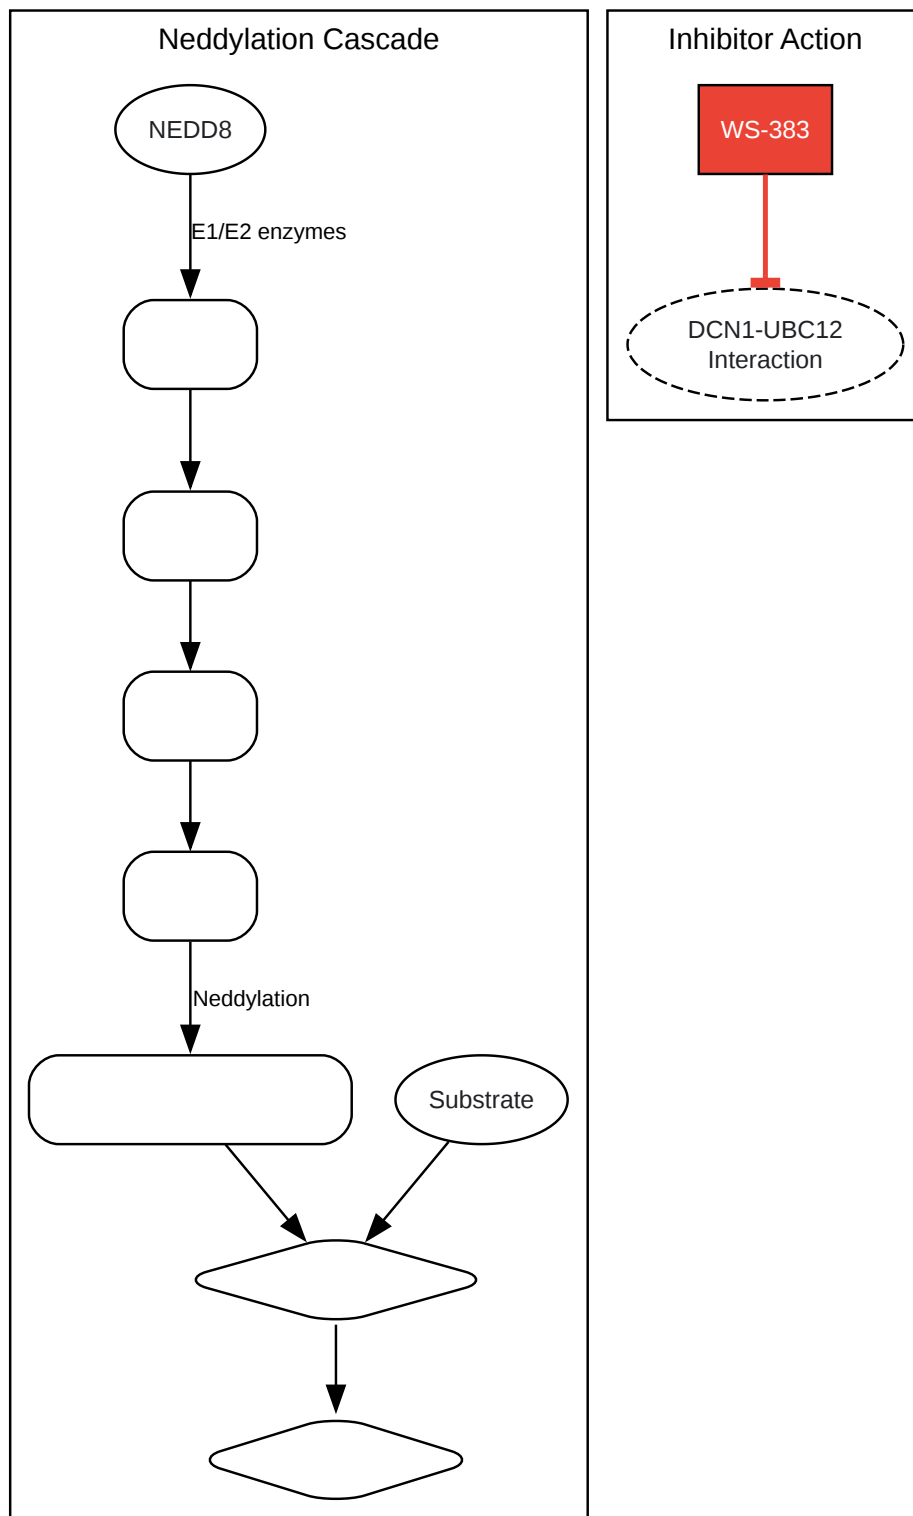 Neddylation Cascade
NEDD8
E1/E2 enzymes
Neddylation
Substrate
Inhibitor Action
WS-383
DCN1-UBC12
Interaction